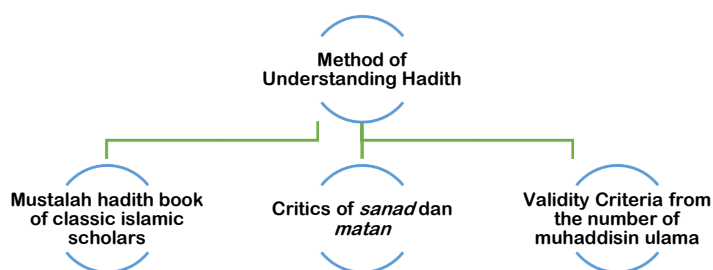 Method of
Understanding Hadith
Mustalah hadith book
of classic islamic
scholars
Critics of sanad dan
matan
Validity Criteria from
the number of
muhaddisin ulama